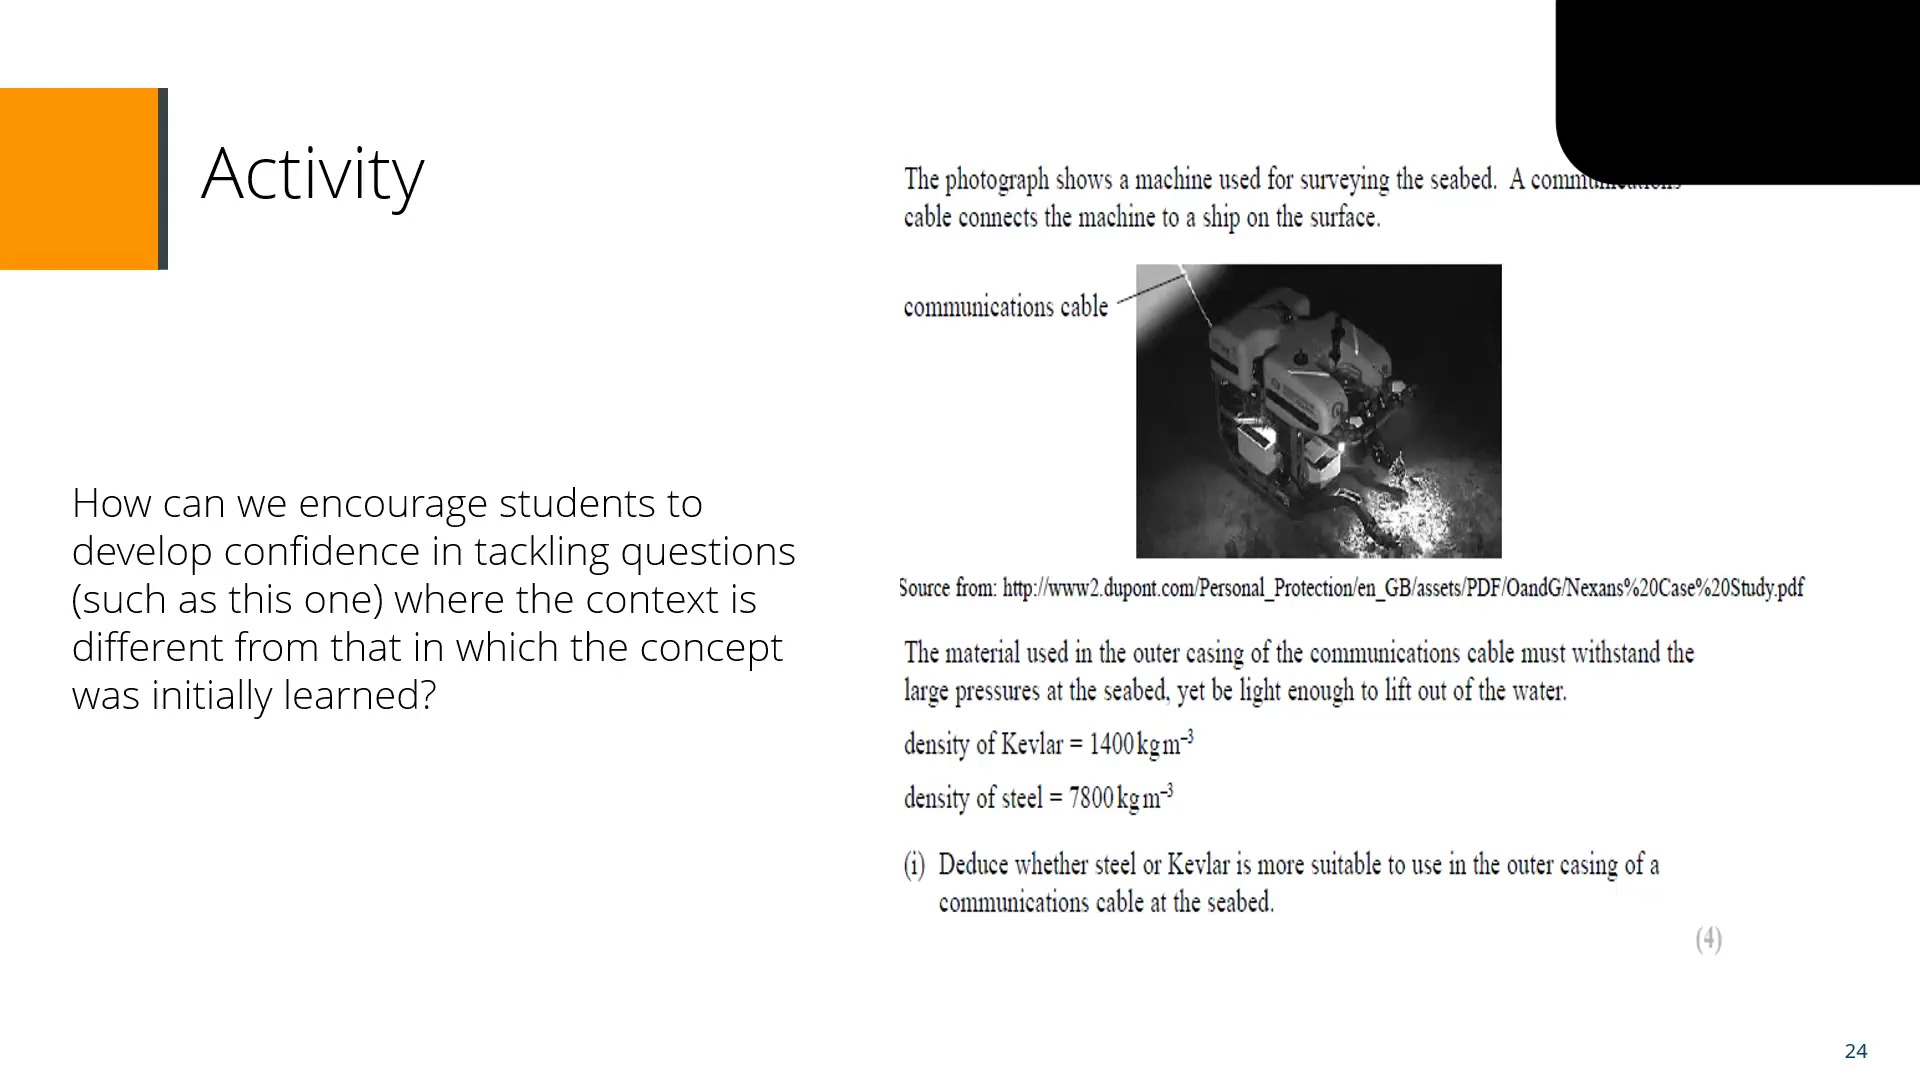 Activity
How can we encourage students to
develop confidence in tackling questions
(such as this one) where the context is
different from that in which the concept
was initially learned?
The photograph shows a machine used for surveying the seabed. A communications
cable connects the machine to a ship on the surface.
communications cable
Source from: http://www2.dupont.com/Personal_Protection/en_GB/assets/PDF/OandG/Nexans%20Case%20Study.pdf
The material used in the outer casing of the communications cable must withstand the
large pressures at the seabed, yet be light enough to lift out of the water.
density of Kevlar = 1400 kg m⁻³
density of steel = 7800 kg m⁻³
(i) Deduce whether steel or Kevlar is more suitable to use in the outer casing of a
communications cable at the seabed.
(4)
24